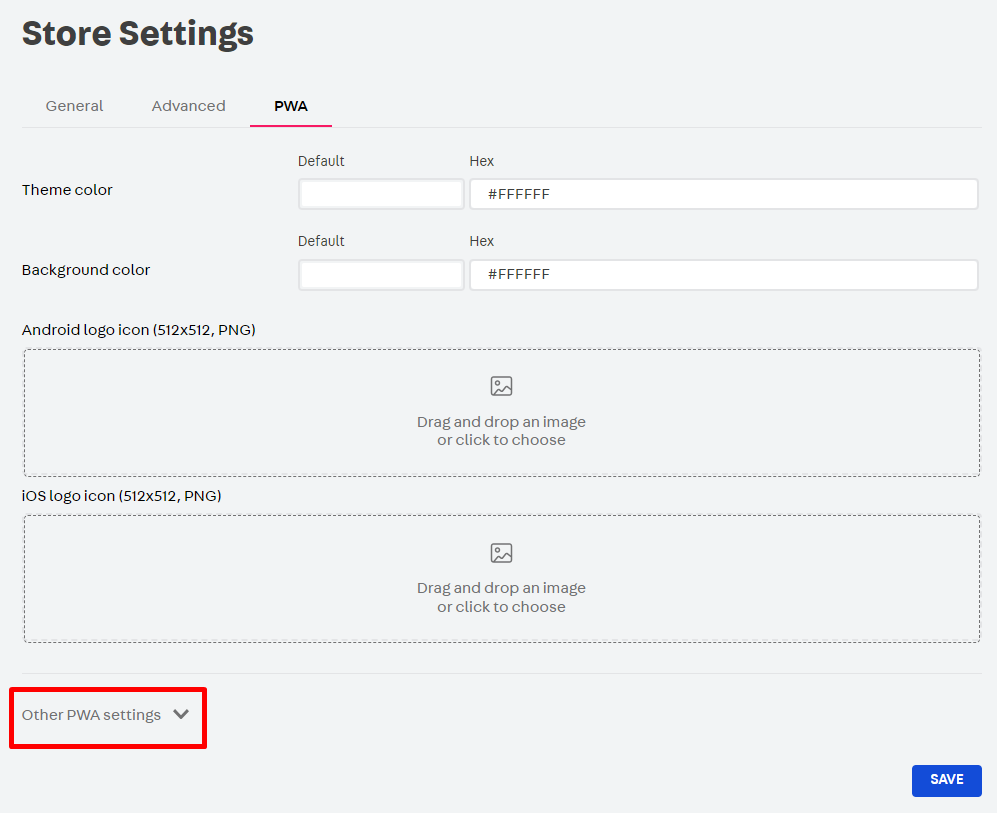 Store Settings
General Advanced PWA
Default Hex
Theme color #FFFFFF
Default Hex
Background color #FFFFFF
Android logo icon (512x512, PNG)
Drag and drop an image
or click to choose
iOS logo icon (512x512, PNG)
Drag and drop an image
or click to choose
Other PWA settings
SAVE